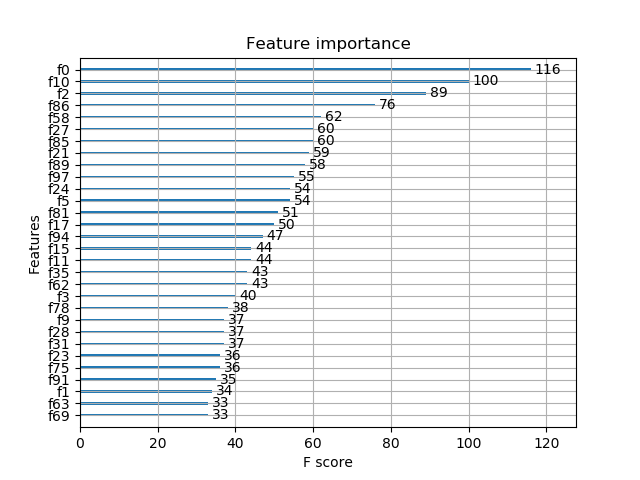 Feature importance
f0 116
f10 100
f2 89
f86 76
f58 62
f27 60
f85 60
f21 59
f89 58
f97 55
f24 54
f5 54
f81 51
f17 50
f94 47
f15 44
f11 44
f35 43
f62 43
f3 40
f78 38
f9 37
f28 37
f31 37
f23 36
f75 36
f91 35
f1 34
f63 33
f69 33
Features
0 20 40 60 80 100 120
F score